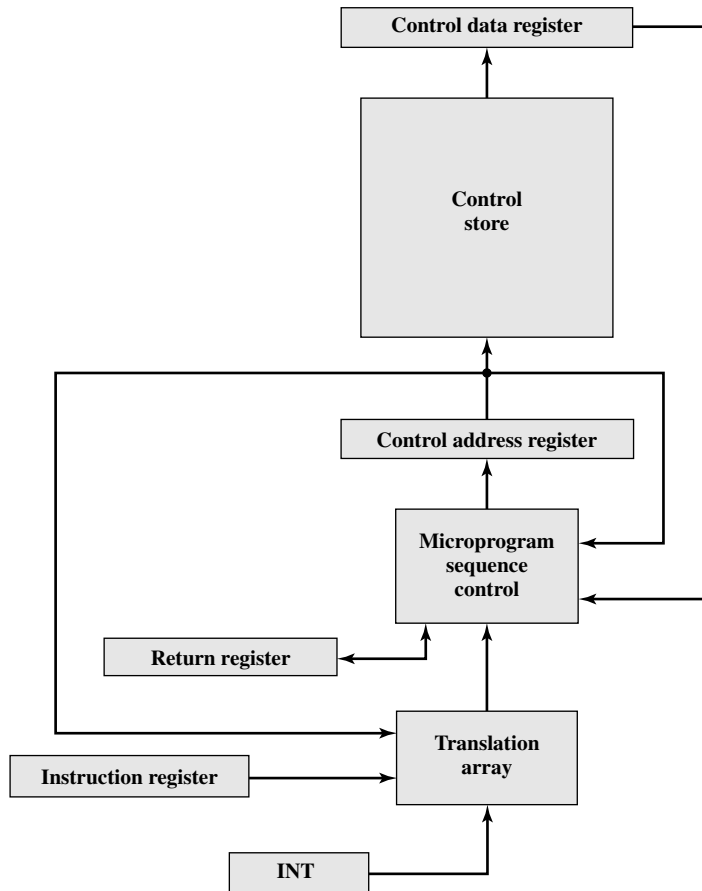 Control data register
Control
store
Control address register
Microprogram
sequence
control
Return register
Translation
array
Instruction register
INT